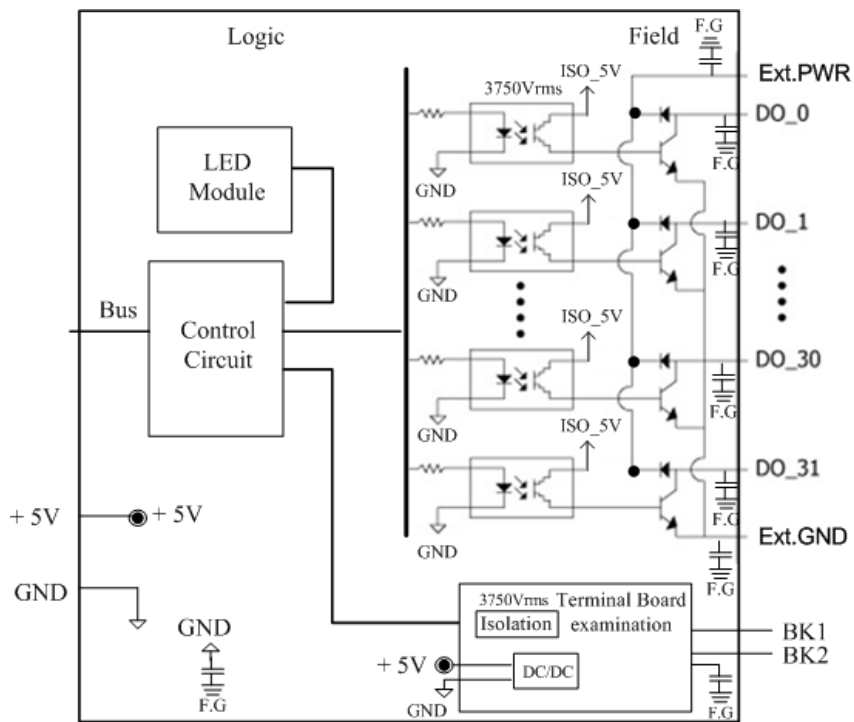 Logic
Field
F.G
Ext.PWR
ISO_5V
3750Vrms
DO_0
F.G
GND
LED
Module
ISO_5V
DO_1
F.G
GND
Bus
Control
Circuit
ISO_5V
DO_30
F.G
GND
ISO_5V
DO_31
F.G
GND
+ 5V
+ 5V
Ext.GND
F.G
GND
GND
F.G
3750Vrms
Isolation
Terminal Board
examination
BK1
BK2
+ 5V
DC/DC
GND
F.G